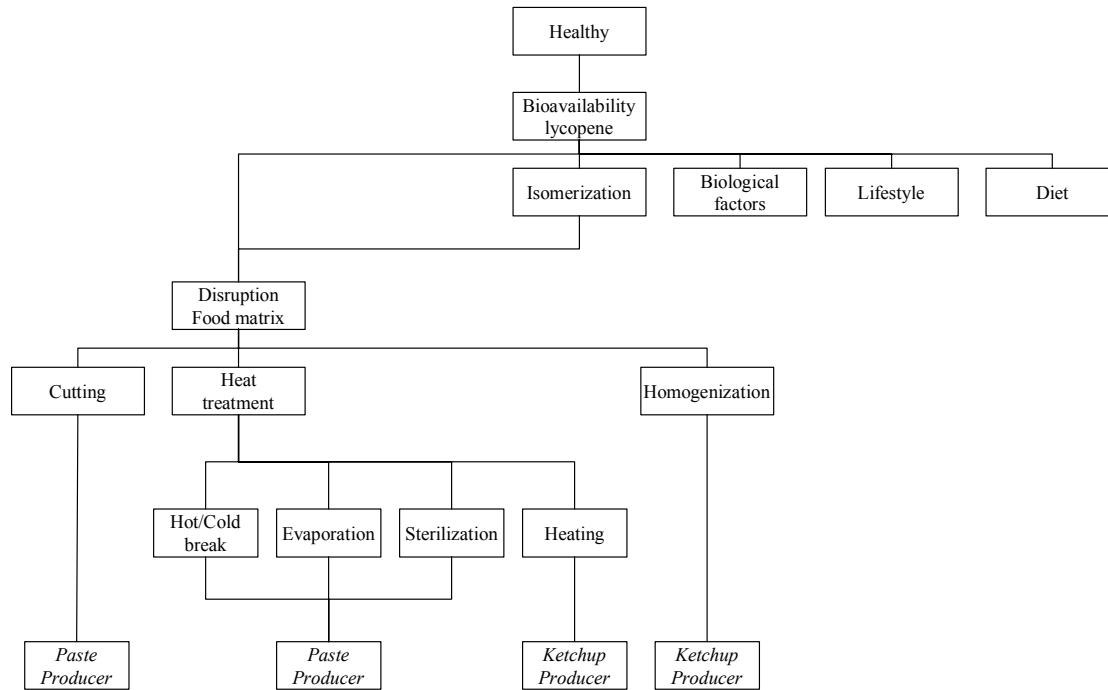 Healthy
Bioavailability
lycopene
Isomerization
Biological
factors
Lifestyle
Diet
Disruption
Food matrix
Cutting
Heat
treatment
Homogenization
Hot/Cold
break
Evaporation
Sterilization
Heating
Paste
Producer
Paste
Producer
Ketchup
Producer
Ketchup
Producer